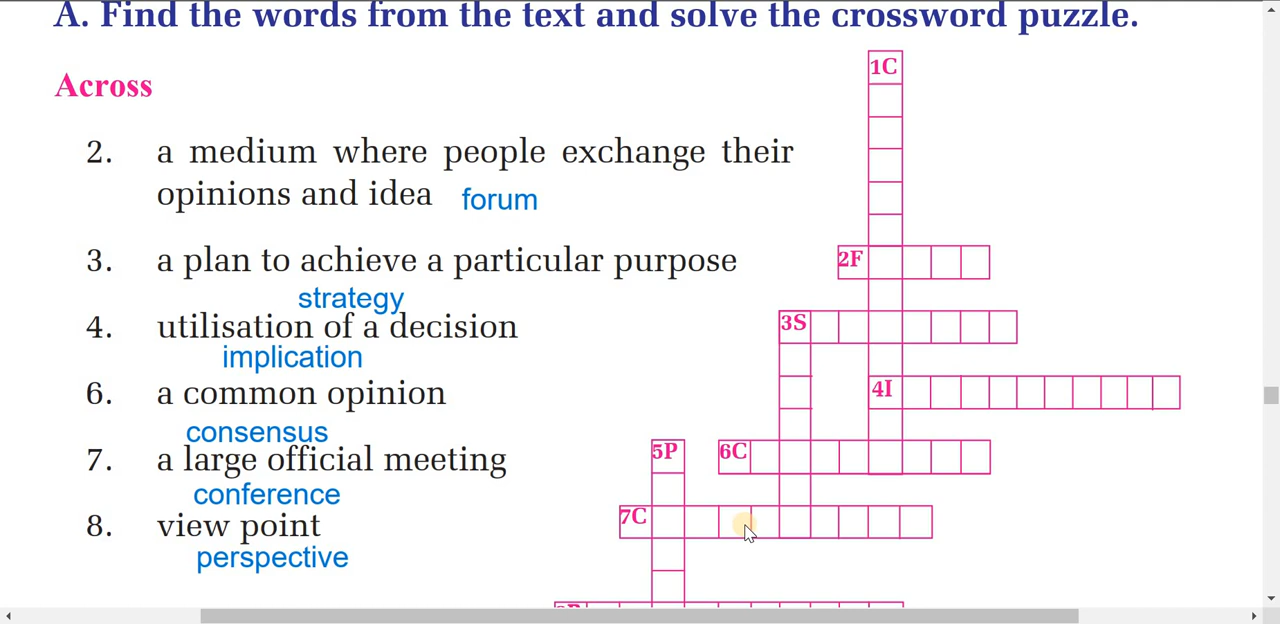 A. Find the words from the text and solve the crossword puzzle.
Across
2. a medium where people exchange their
opinions and idea forum
3. a plan to achieve a particular purpose
strategy
4. utilisation of a decision
implication
6. a common opinion
consensus
7. a large official meeting
conference
8. view point
perspective
1C
2F
3S
4I
5P 6C
7C